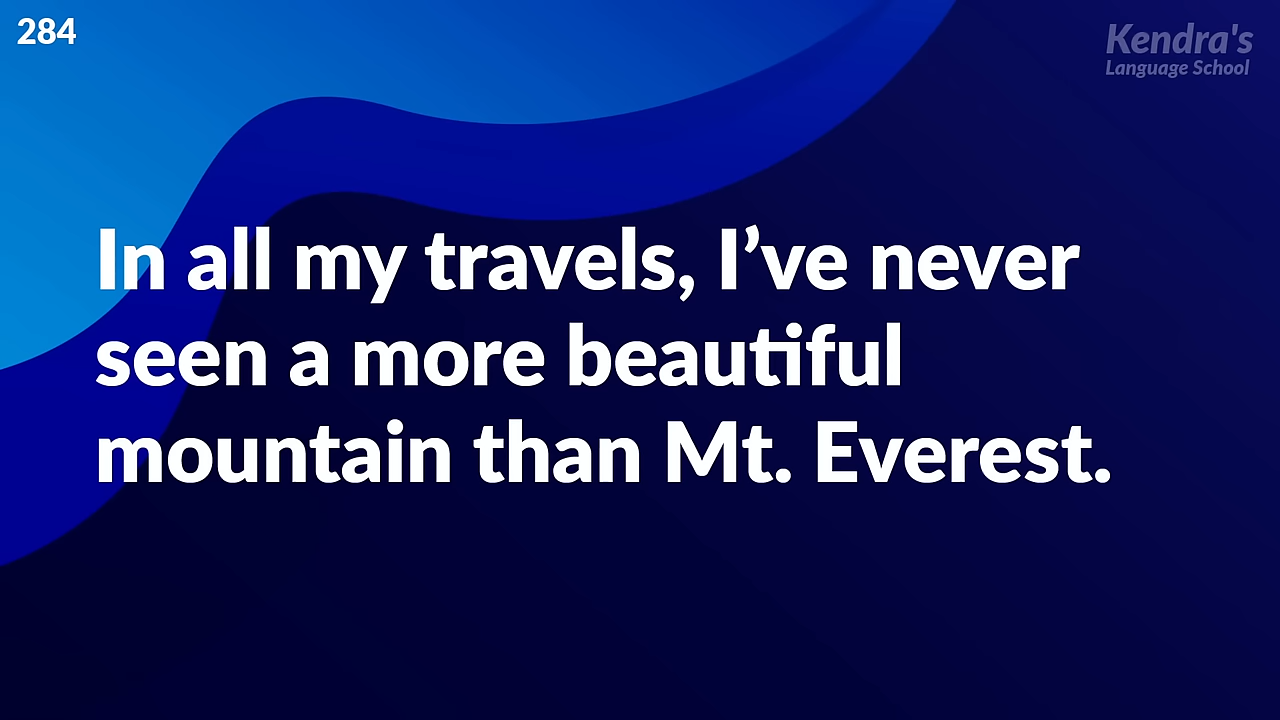 284
Kendra's
Language School
In all my travels, I’ve never
seen a more beautiful
mountain than Mt. Everest.